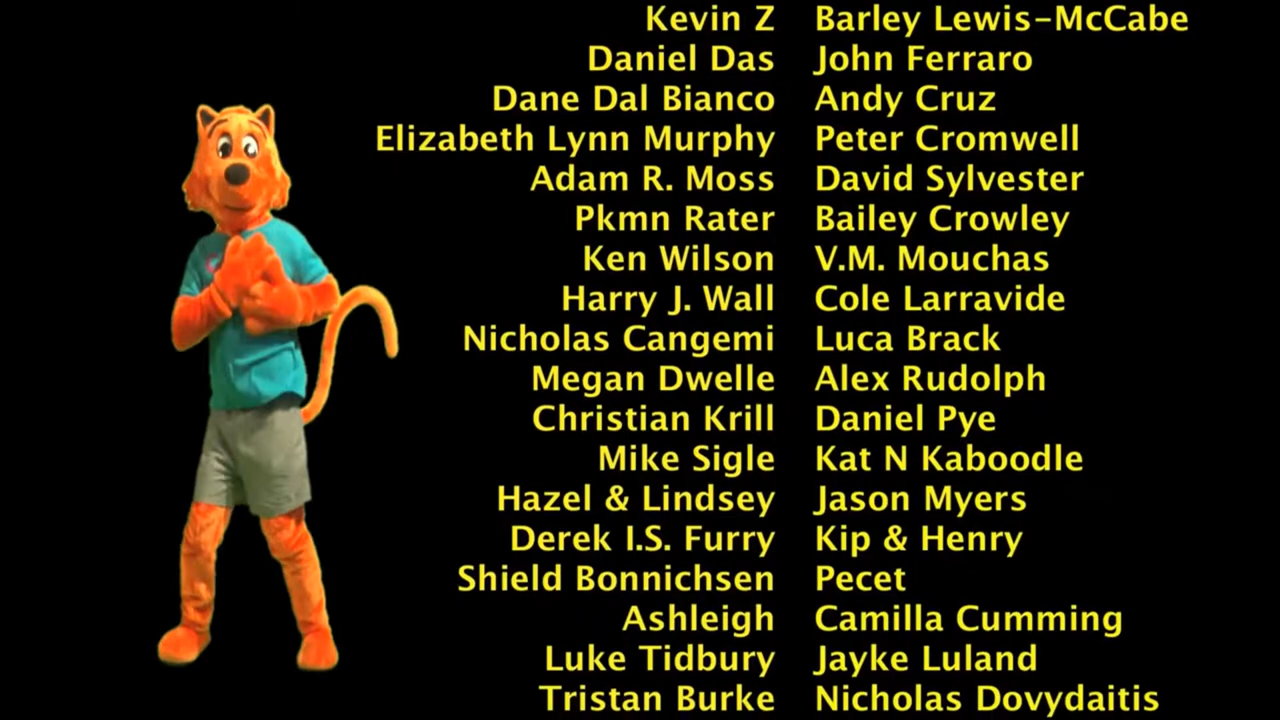 Kevin Z Barley Lewis-McCabe
Daniel Das John Ferraro
Dane Dal Bianco Andy Cruz
Elizabeth Lynn Murphy Peter Cromwell
Adam R. Moss David Sylvester
Pkmn Rater Bailey Crowley
Ken Wilson V.M. Mouchas
Harry J. Wall Cole Larravide
Nicholas Cangemi Luca Brack
Megan Dwelle Alex Rudolph
Christian Krill Daniel Pye
Mike Sigle Kat N Kaboodle
Hazel & Lindsey Jason Myers
Derek I.S. Furry Kip & Henry
Shield Bonnichsen Pecet
Ashleigh Camilla Cumming
Luke Tidbury Jayke Luland
Tristan Burke Nicholas Dovydaitis